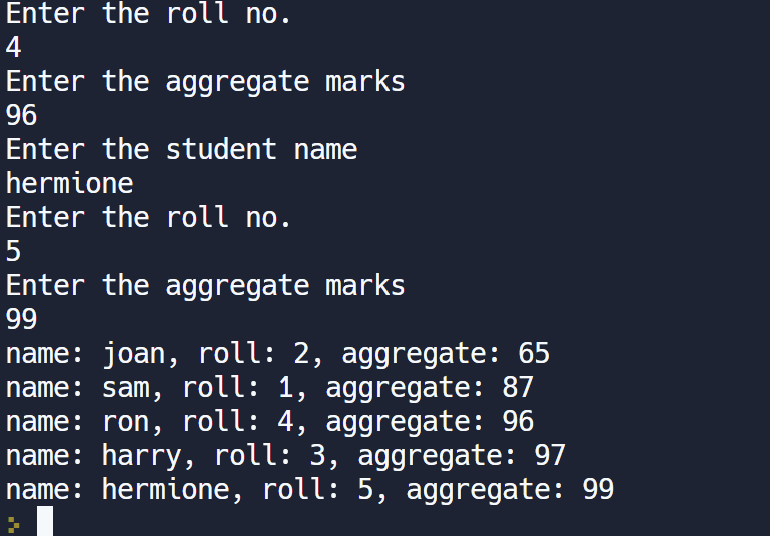 Enter the roll no.
4
Enter the aggregate marks
96
Enter the student name
hermione
Enter the roll no.
5
Enter the aggregate marks
99
name: joan, roll: 2, aggregate: 65
name: sam, roll: 1, aggregate: 87
name: ron, roll: 4, aggregate: 96
name: harry, roll: 3, aggregate: 97
name: hermione, roll: 5, aggregate: 99